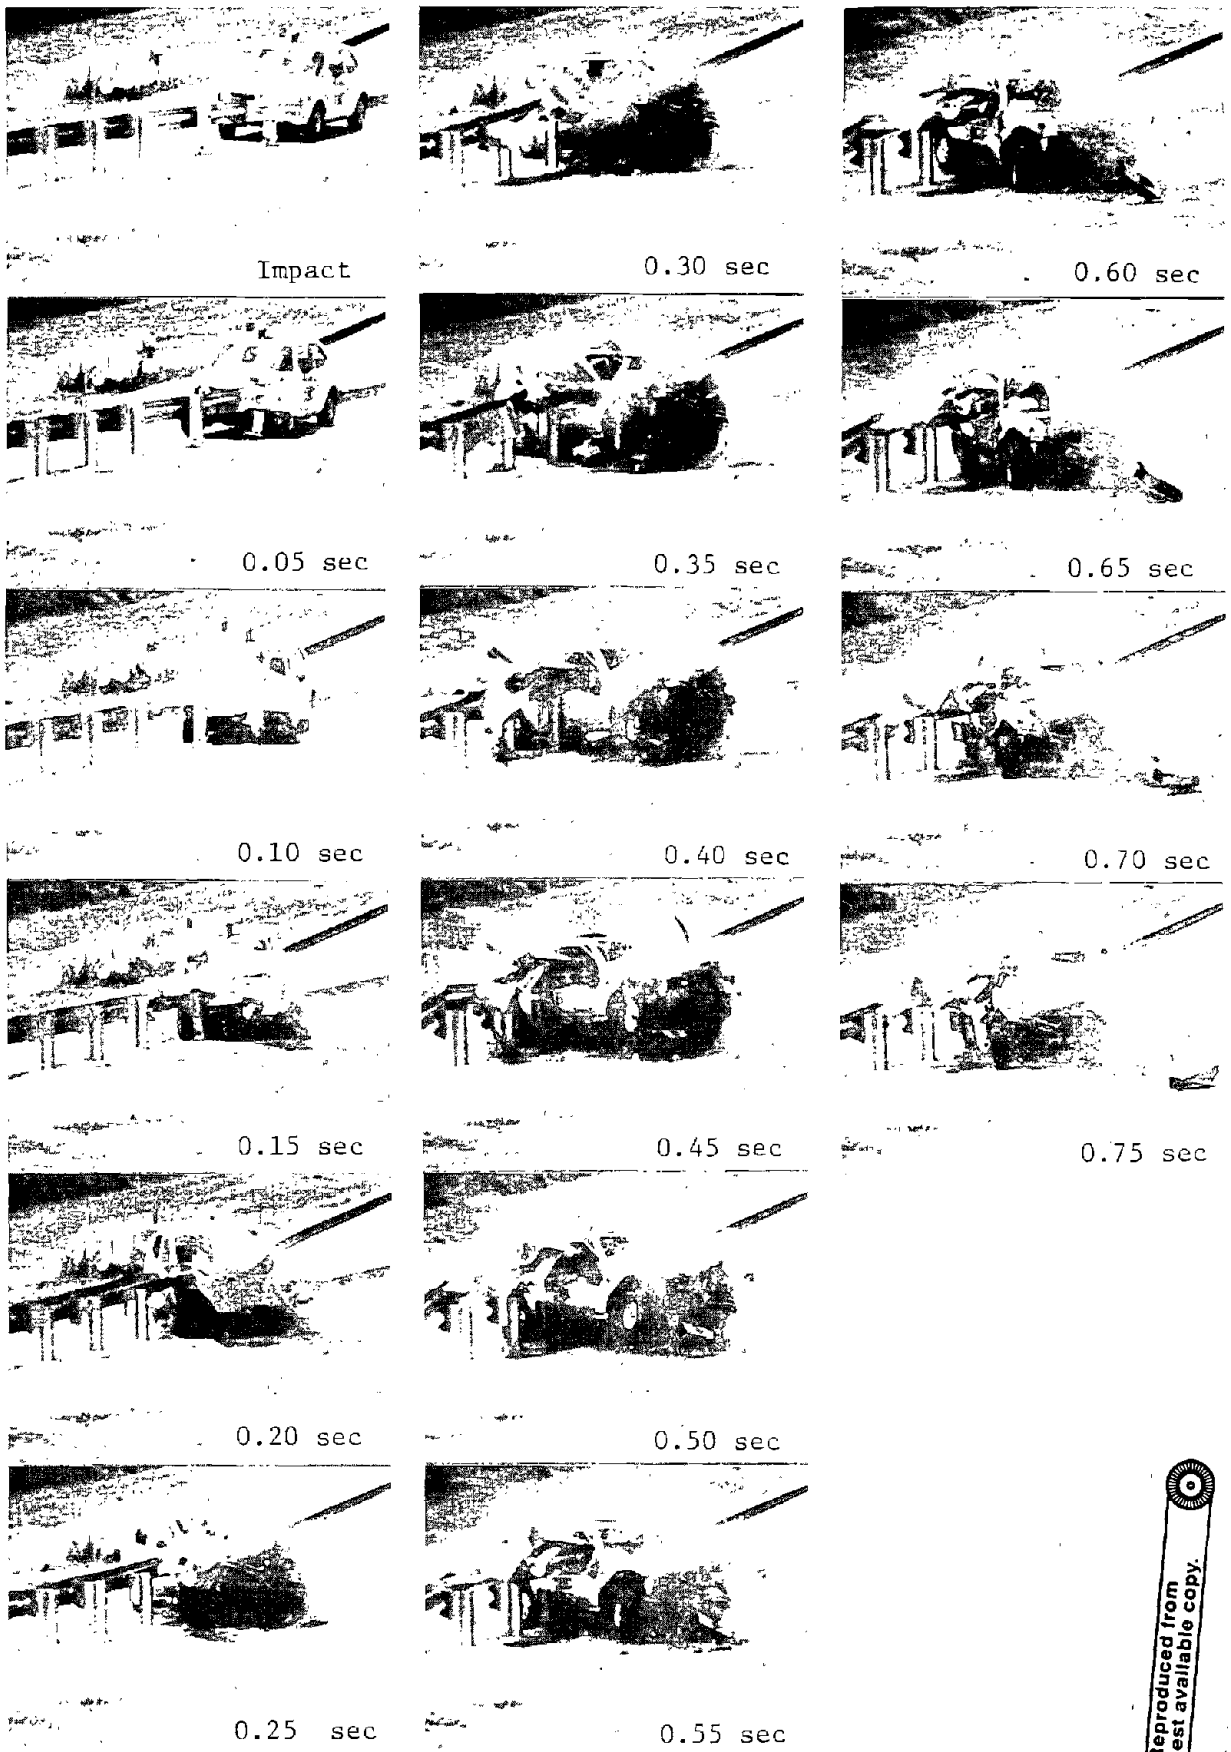 Impact
0.05 sec
0.10 sec
0.15 sec
0.20 sec
0.25 sec
0.30 sec
0.35 sec
0.40 sec
0.45 sec
0.50 sec
0.55 sec
0.60 sec
0.65 sec
0.70 sec
0.75 sec
eproduced from
est available copy.